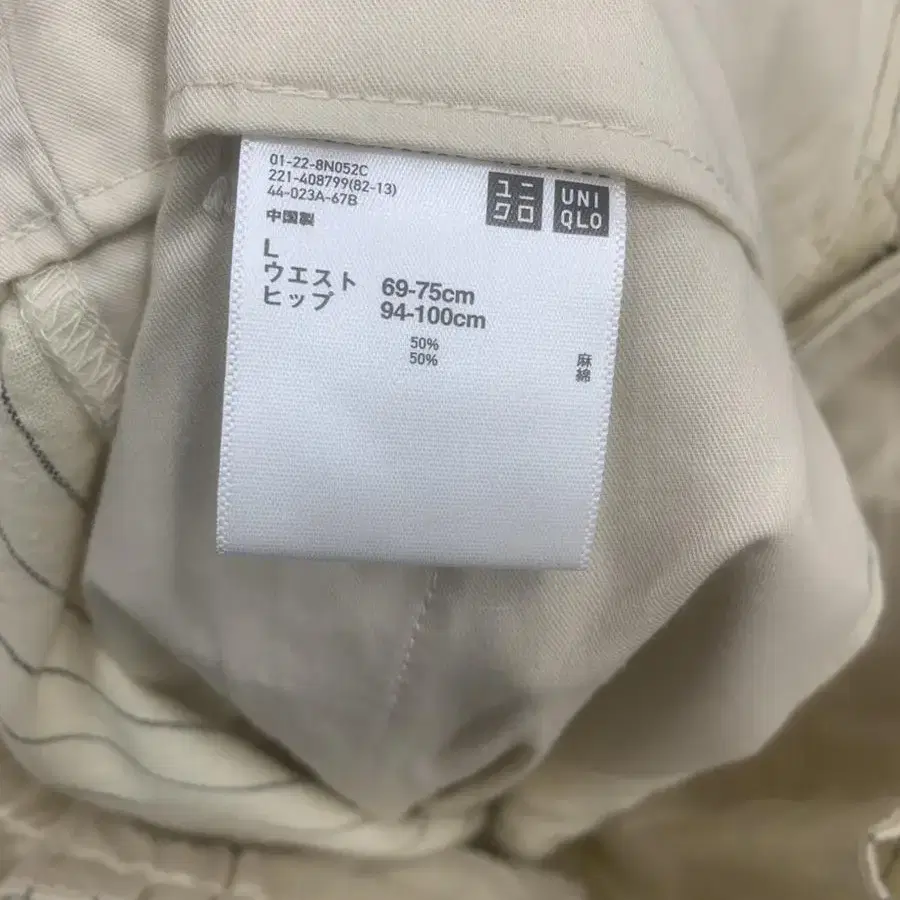 01-22-8N052C
221-408799(82-13)
44-023A-67B
中国製
ユニ
クロ
UNI
QLO
L
ウエスト 69-75cm
ヒップ 94-100cm
50% 麻
50% 綿